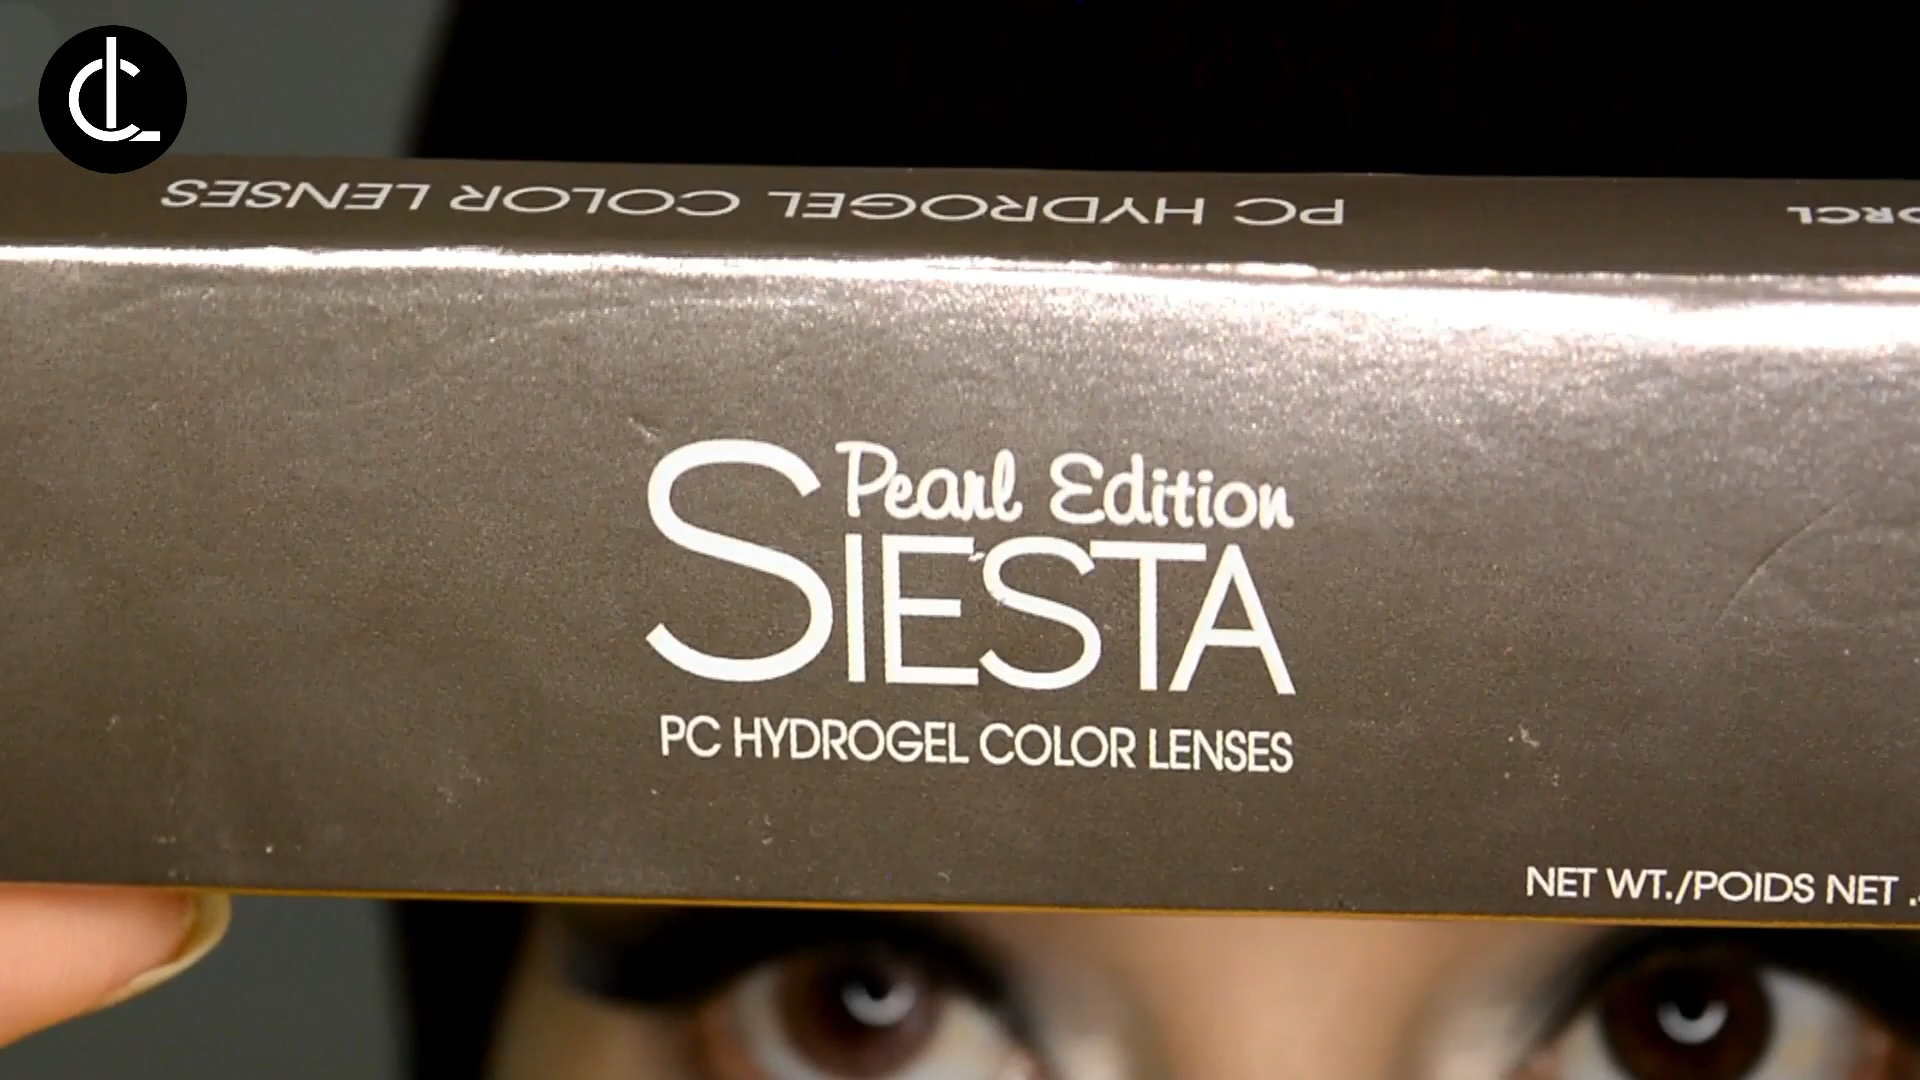 PC HYDROGEL COLOR LENSES
Pearl Edition
SIESTA
PC HYDROGEL COLOR LENSES
NET WT./POIDS NET